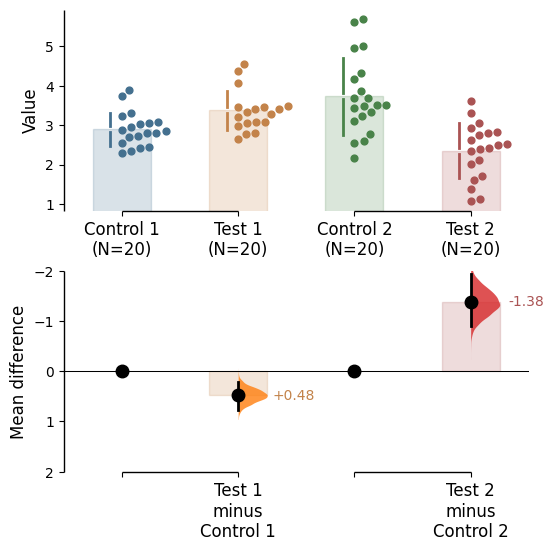 Value
5
4
3
2
1
Control 1
(N=20)
Test 1
(N=20)
Control 2
(N=20)
Test 2
(N=20)
Mean difference
−2
−1
0
1
2
+0.48
-1.38
Test 1
minus
Control 1
Test 2
minus
Control 2